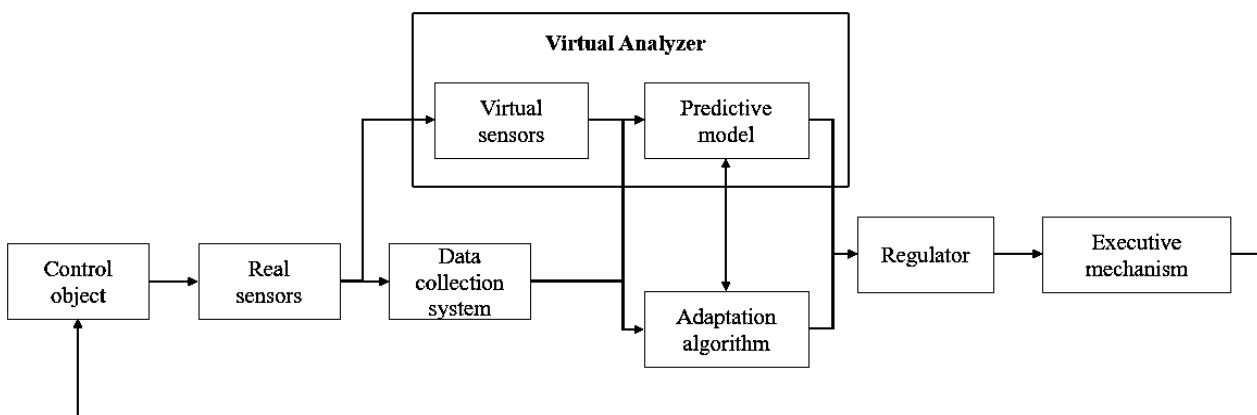 Virtual Analyzer
Virtual
sensors
Predictive
model
Control
object
Real
sensors
Data
collection
system
Adaptation
algorithm
Regulator
Executive
mechanism